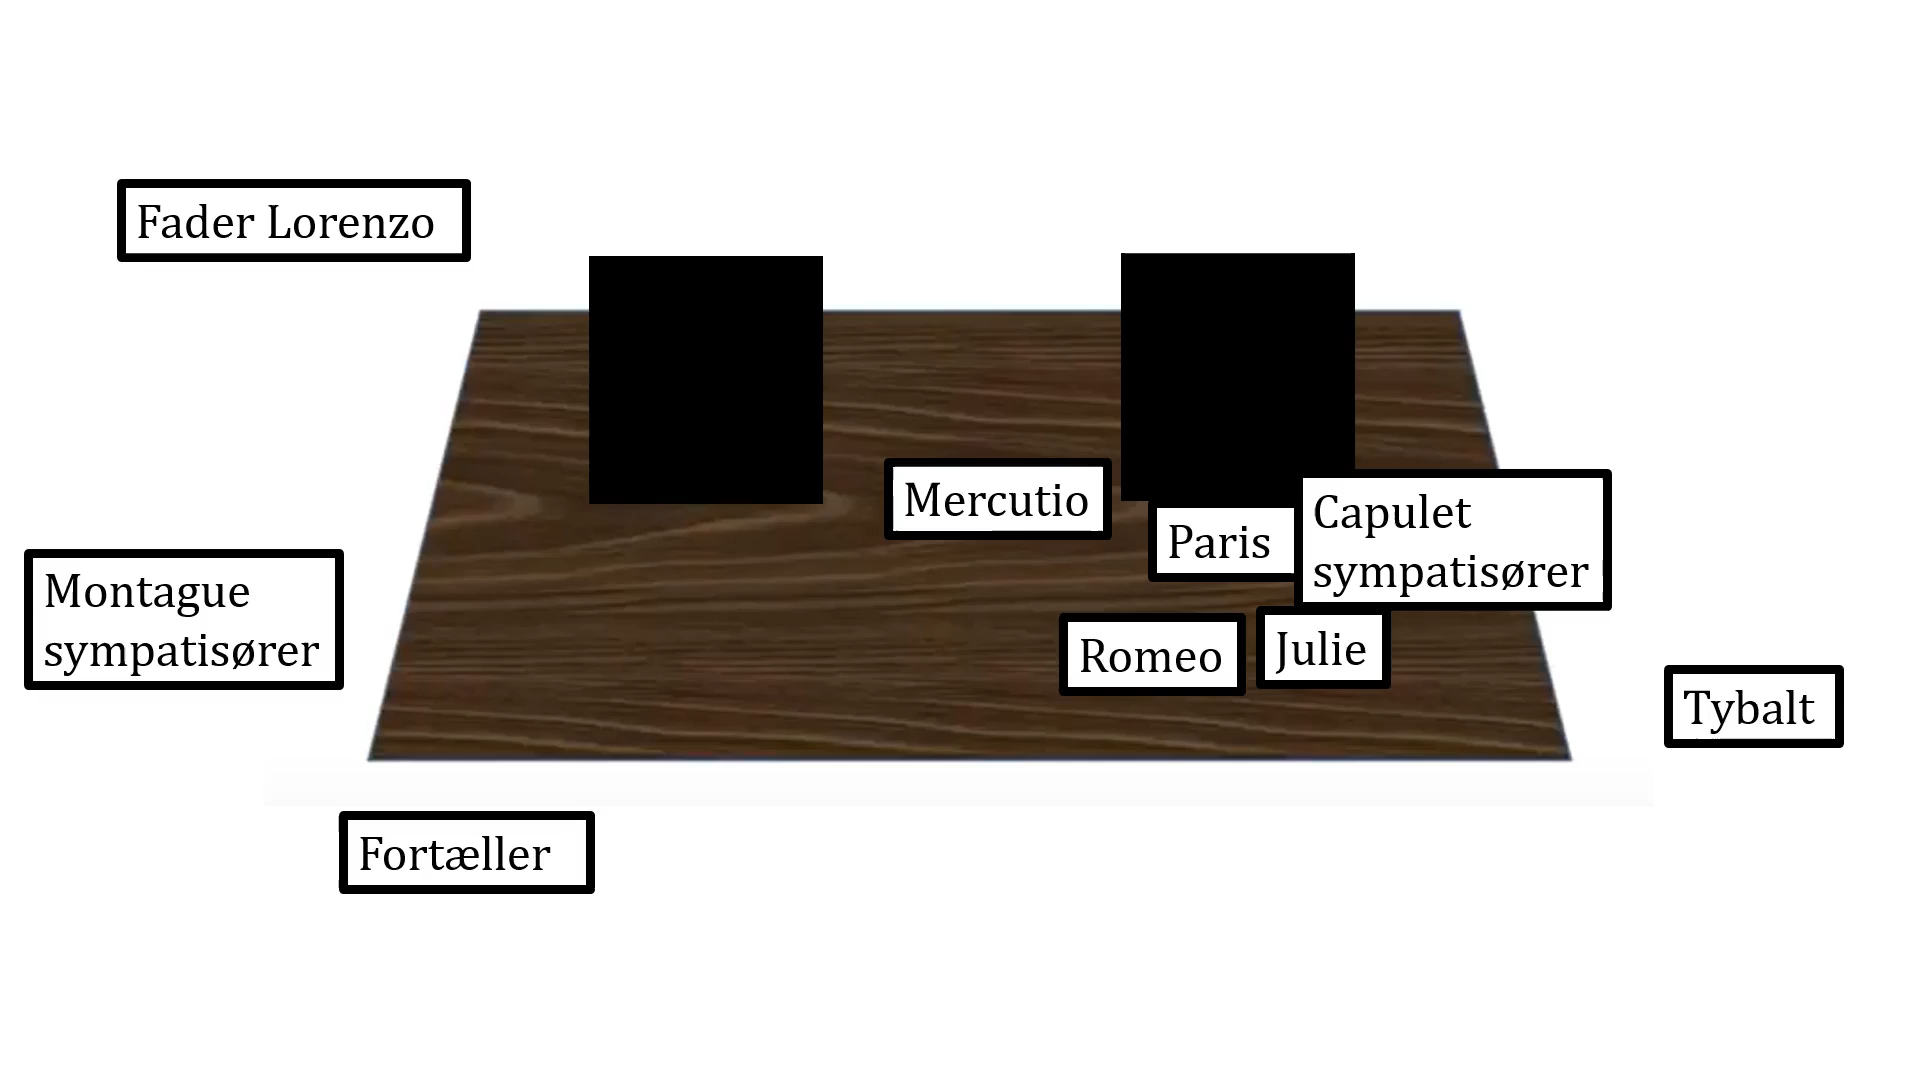 Fader Lorenzo
Mercutio
Capulet
sympatisører
Paris
Montague
sympatisører
Romeo
Julie
Tybalt
Fortæller